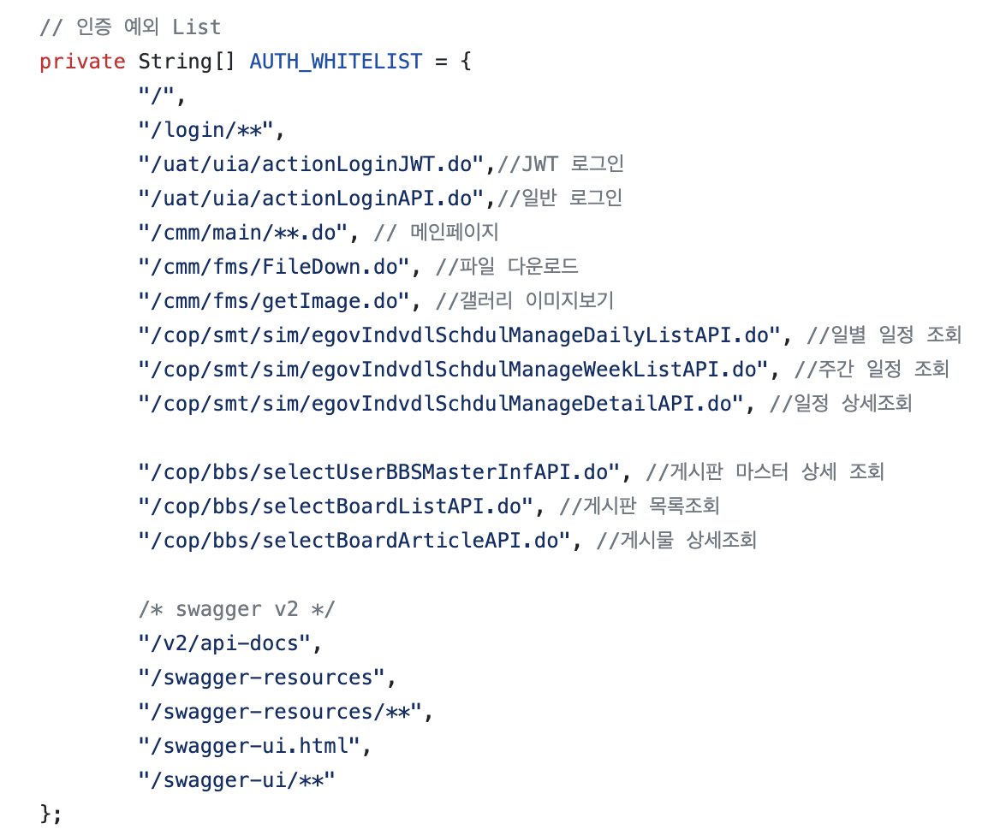 // 인증 예외 List
private String[] AUTH_WHITELIST = {
"/",
"/login/**",
"/uat/uia/actionLoginJWT.do",//JWT 로그인
"/uat/uia/actionLoginAPI.do",//일반 로그인
"/cmm/main/**.do", // 메인페이지
"/cmm/fms/FileDown.do", //파일 다운로드
"/cmm/fms/getImage.do", //갤러리 이미지보기
"/cop/smt/sim/egovIndvdlSchdulManageDailyListAPI.do", //일별 일정 조회
"/cop/smt/sim/egovIndvdlSchdulManageWeekListAPI.do", //주간 일정 조회
"/cop/smt/sim/egovIndvdlSchdulManageDetailAPI.do", //일정 상세조회
"/cop/bbs/selectUserBBSMasterInfAPI.do", //게시판 마스터 상세 조회
"/cop/bbs/selectBoardListAPI.do", //게시판 목록조회
"/cop/bbs/selectBoardArticleAPI.do", //게시물 상세조회
/* swagger v2 */
"/v2/api-docs",
"/swagger-resources",
"/swagger-resources/**",
"/swagger-ui.html",
"/swagger-ui/**"
};